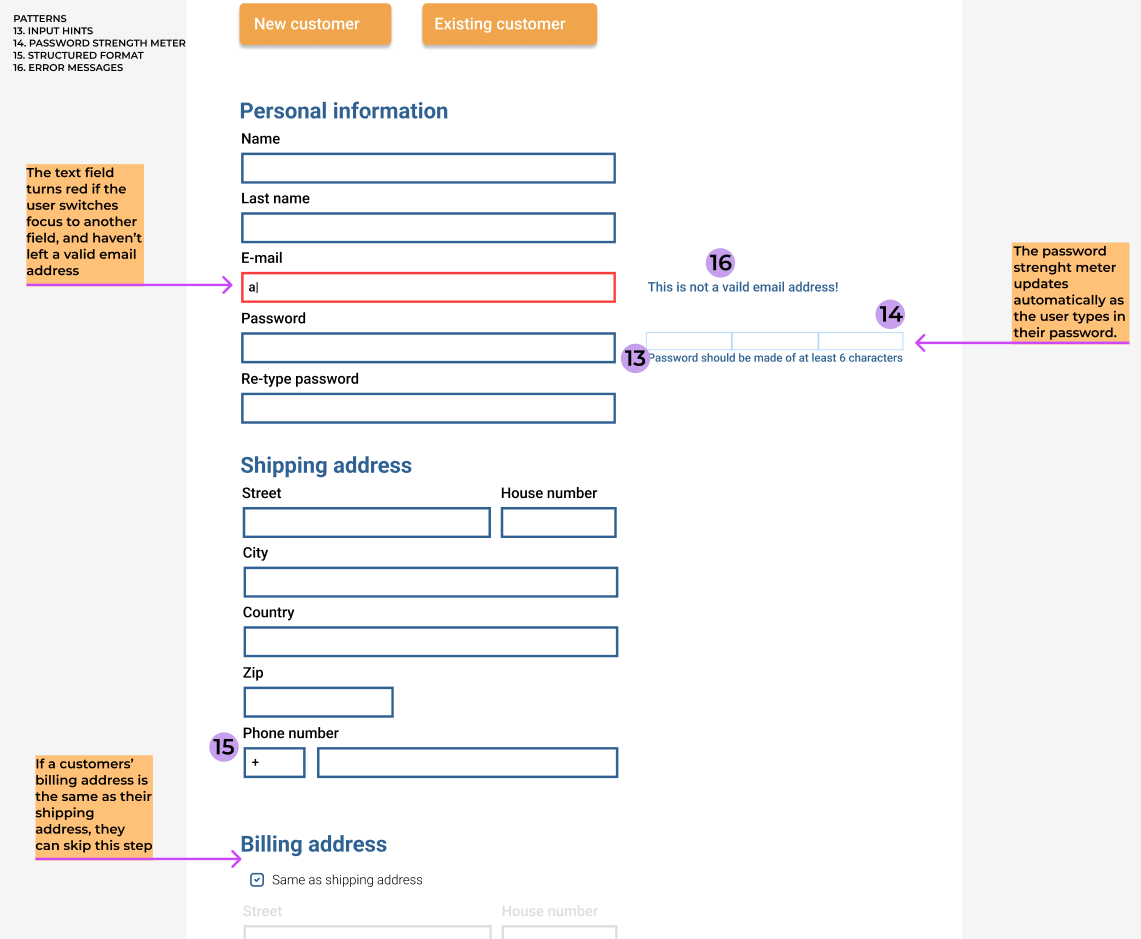 PATTERNS
13. INPUT HINTS
14. PASSWORD STRENGTH METER
15. STRUCTURED FORMAT
16. ERROR MESSAGES
New customer
Existing customer
Personal information
Name
Last name
The text field
turns red if the
user switches
focus to another
field, and haven't
left a valid email
address
E-mail
a|
16
This is not a vaild email address!
The password
strenght meter
updates
automatically as
the user types in
their password.
Password
14
13
Password should be made of at least 6 characters
Re-type password
Shipping address
Street
House number
City
Country
Zip
Phone number
15
+
If a customers'
billing address is
the same as their
shipping
address, they
can skip this step
Billing address
Same as shipping address
Street
House number